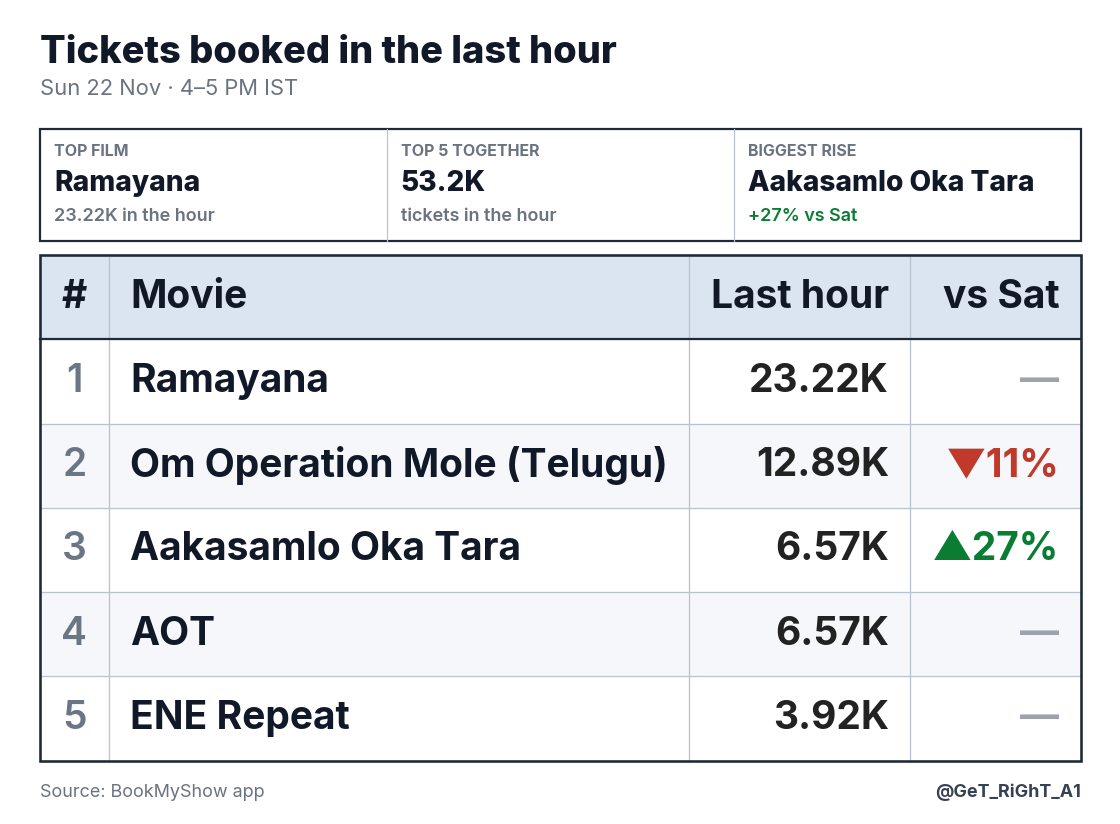 Tickets booked in the last hour
Sun 22 Nov · 4–5 PM IST
TOP FILM
Ramayana
23.22K in the hour
TOP 5 TOGETHER
53.2K
tickets in the hour
BIGGEST RISE
Aakasamlo Oka Tara
+27% vs Sat
# Movie Last hour vs Sat
1 Ramayana 23.22K —
2 Om Operation Mole (Telugu) 12.89K ▼11%
3 Aakasamlo Oka Tara 6.57K ▲27%
4 AOT 6.57K —
5 ENE Repeat 3.92K —
Source: BookMyShow app
@GeT_RiGhT_A1